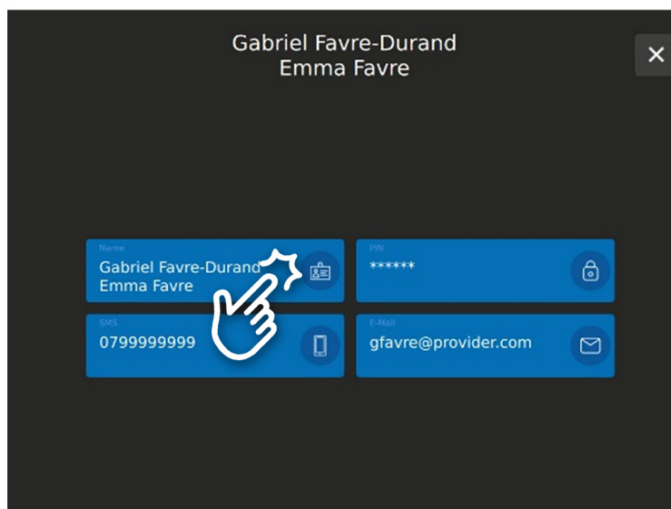 Gabriel Favre-Durand
Emma Favre
Name
Gabriel Favre-Durand
Emma Favre
PIN
******
SMS
0799999999
E-Mail
gfavre@provider.com